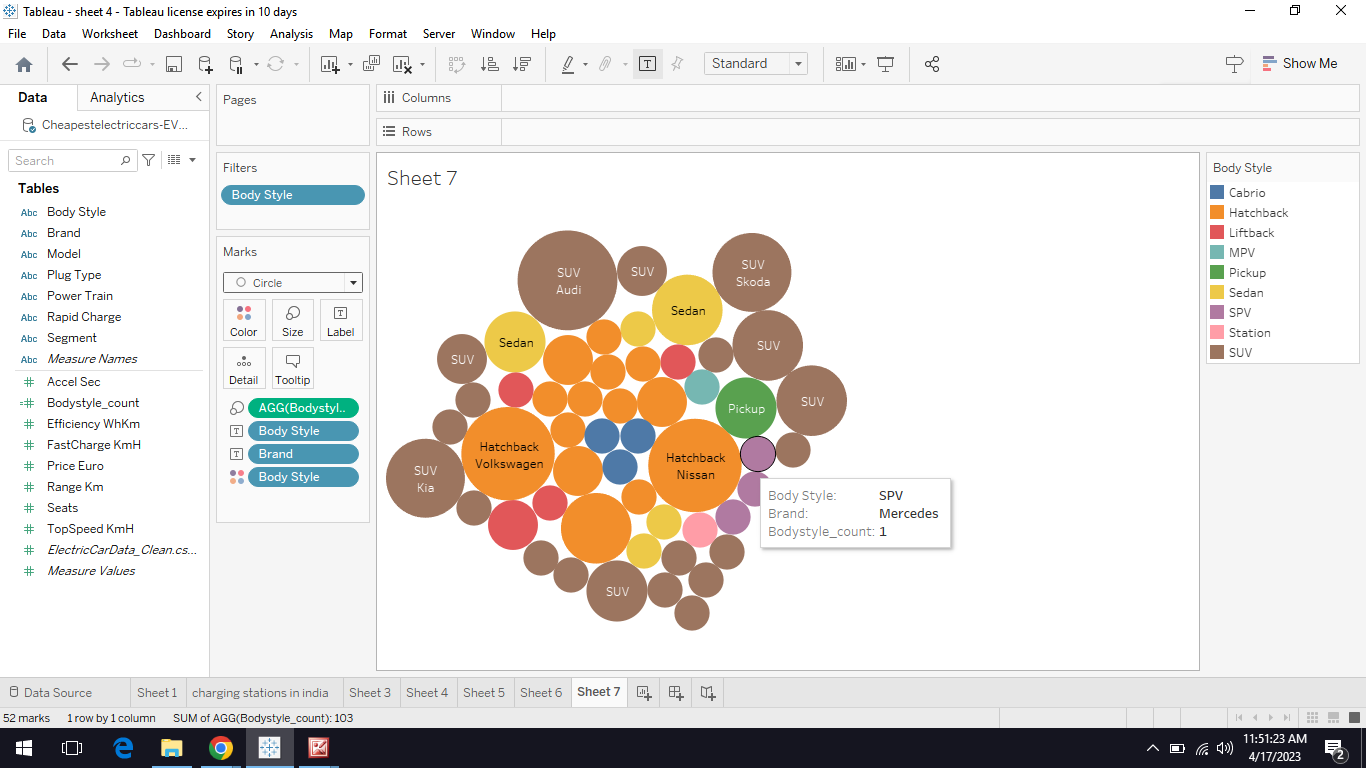 Tableau - sheet 4 - Tableau license expires in 10 days
File Data Worksheet Dashboard Story Analysis Map Format Server Window Help
Standard
Show Me
Data Analytics
Cheapestelectriccars-EV...
Search
Tables
Abc Body Style
Abc Brand
Abc Model
Abc Plug Type
Abc Power Train
Abc Rapid Charge
Abc Segment
Abc Measure Names
# Accel Sec
=# Bodystyle_count
# Efficiency WhKm
# FastCharge KmH
# Price Euro
# Range Km
# Seats
# TopSpeed KmH
# ElectricCarData_Clean.cs...
# Measure Values
Pages
Filters
Body Style
Marks
Circle
Color Size T Label
Detail Tooltip
AGG(Bodystyl..
T Body Style
T Brand
Body Style
Columns
Rows
Sheet 7
SUV
Audi
SUV
SUV
Skoda
Sedan
Sedan
SUV
SUV
SUV
Pickup
Hatchback
Volkswagen
Hatchback
Nissan
SUV
Kia
SUV
Body Style: SPV
Brand: Mercedes
Bodystyle_count: 1
Body Style
Cabrio
Hatchback
Liftback
MPV
Pickup
Sedan
SPV
Station
SUV
Data Source Sheet 1 charging stations in india Sheet 3 Sheet 4 Sheet 5 Sheet 6 Sheet 7
52 marks 1 row by 1 column SUM of AGG(Bodystyle_count): 103
11:51:23 AM
4/17/2023
2